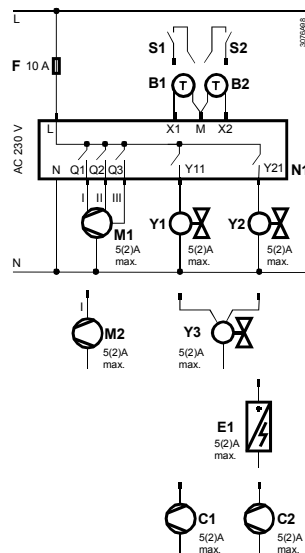 L
3076A98
S1 S2
F 10 A
B1 T T B2
AC 230 V
L X1 M X2
N Q1 Q2 Q3 Y11 Y21
N1
I II III
M1
5(2)A
max.
Y1
5(2)A
max.
Y2
5(2)A
max.
N
I
M2
5(2)A
max.
Y3
5(2)A
max.
E1
5(2)A
max.
C1
5(2)A
max.
C2
5(2)A
max.